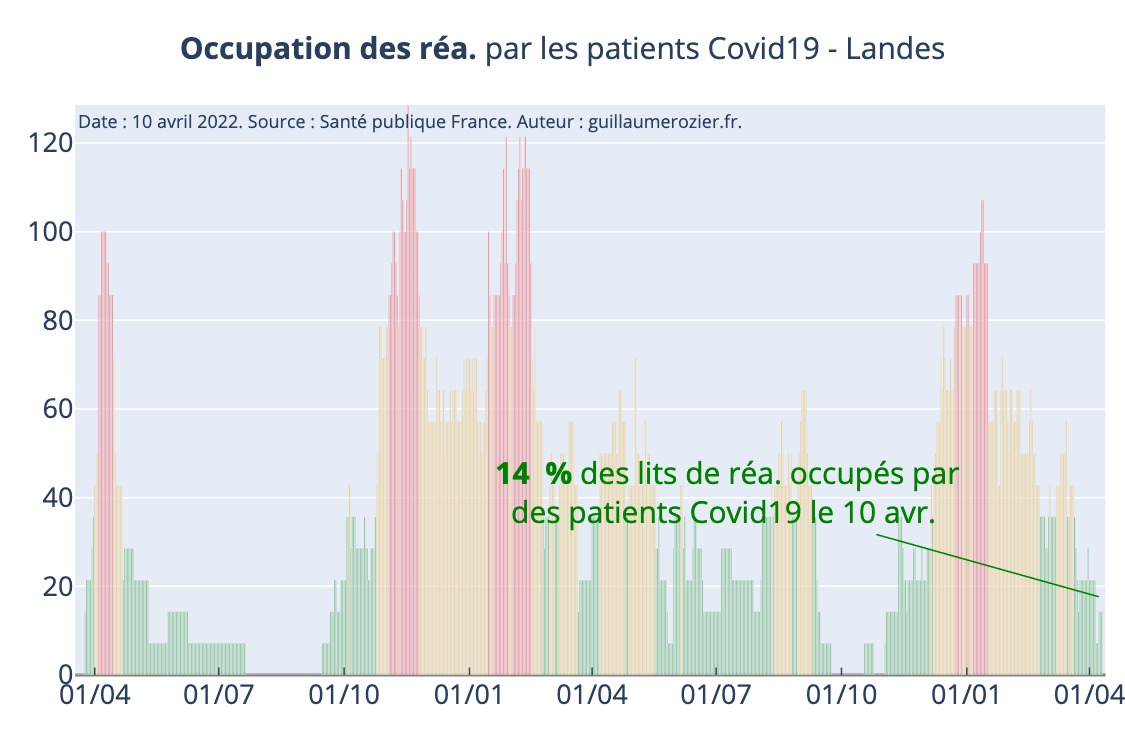 Occupation des réa. par les patients Covid19 - Landes
Date : 10 avril 2022. Source : Santé publique France. Auteur : guillaumerozier.fr.
120
100
80
60
40
20
0
14 % des lits de réa. occupés par
des patients Covid19 le 10 avr.
01/04 01/07 01/10 01/01 01/04 01/07 01/10 01/01 01/04